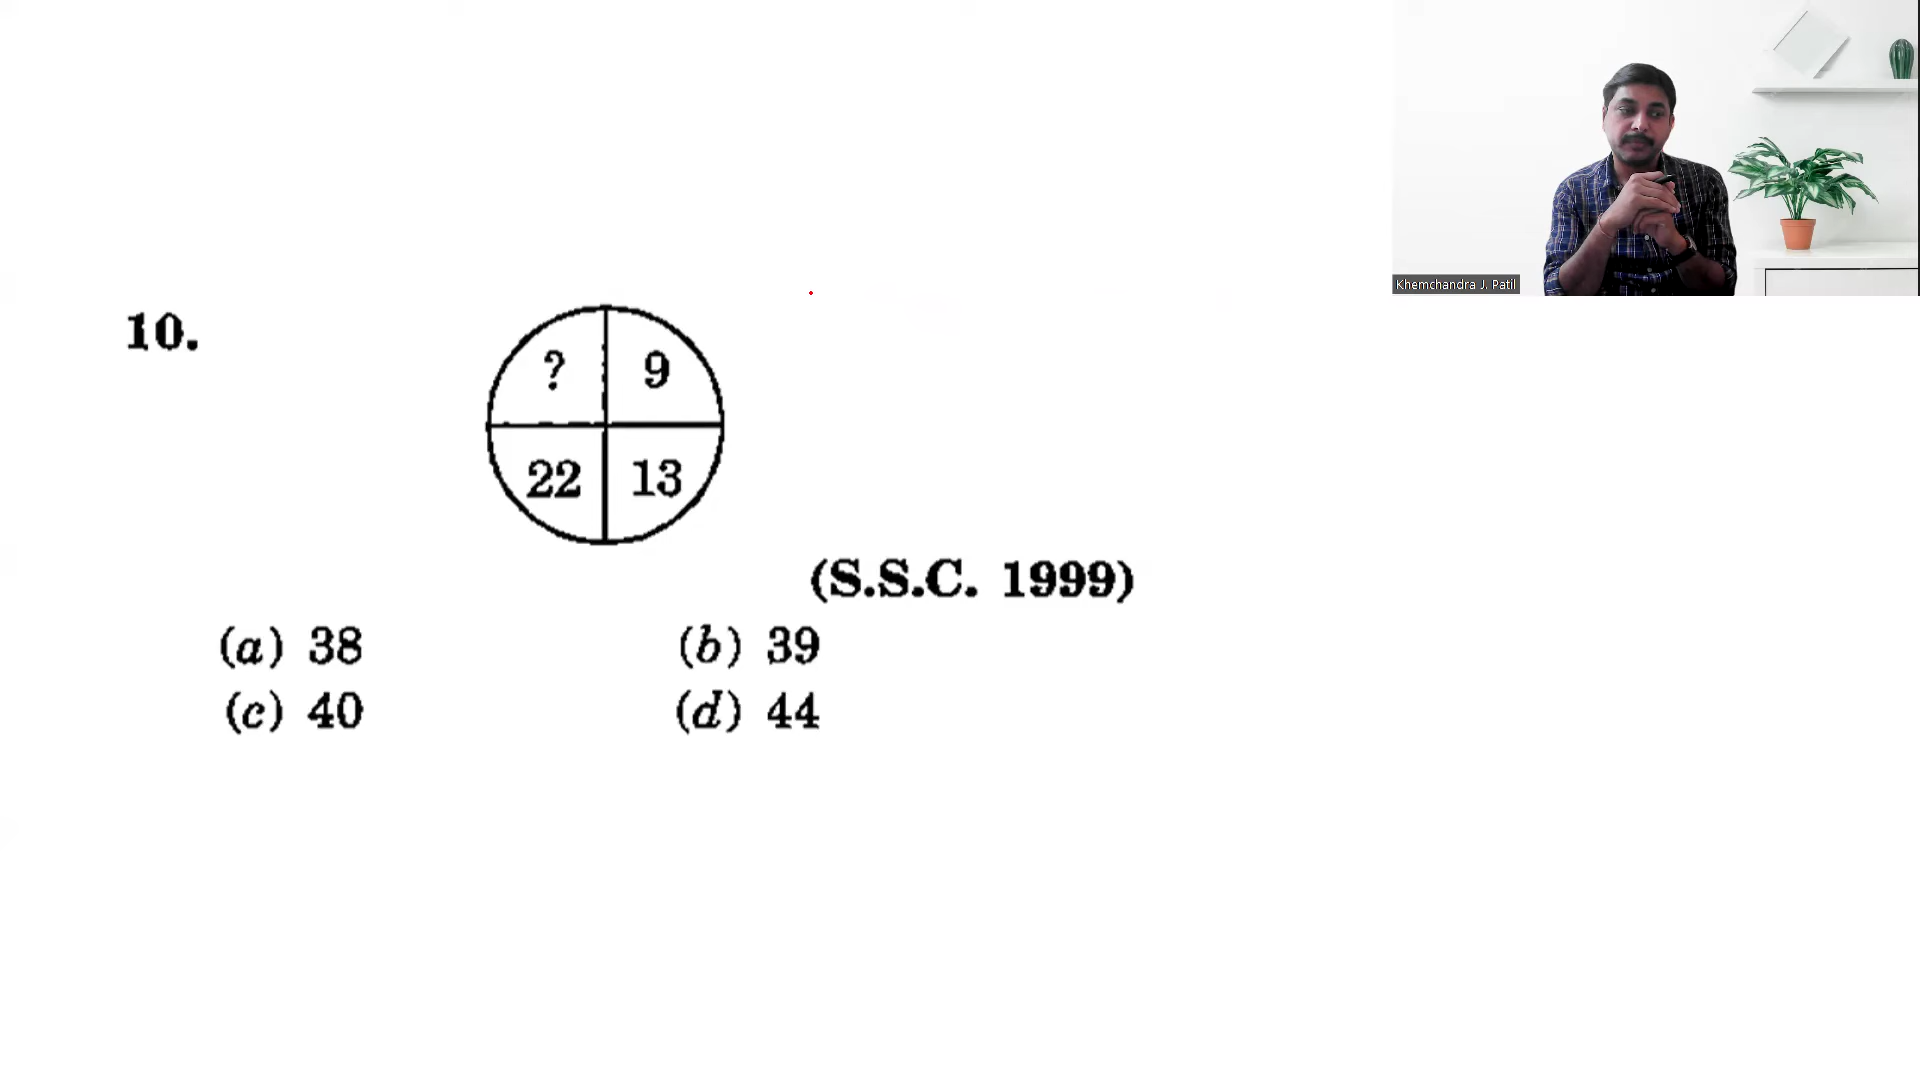 Khemchandra J. Patil
10.
? 9
22 13
(S.S.C. 1999)
(a) 38 (b) 39
(c) 40 (d) 44